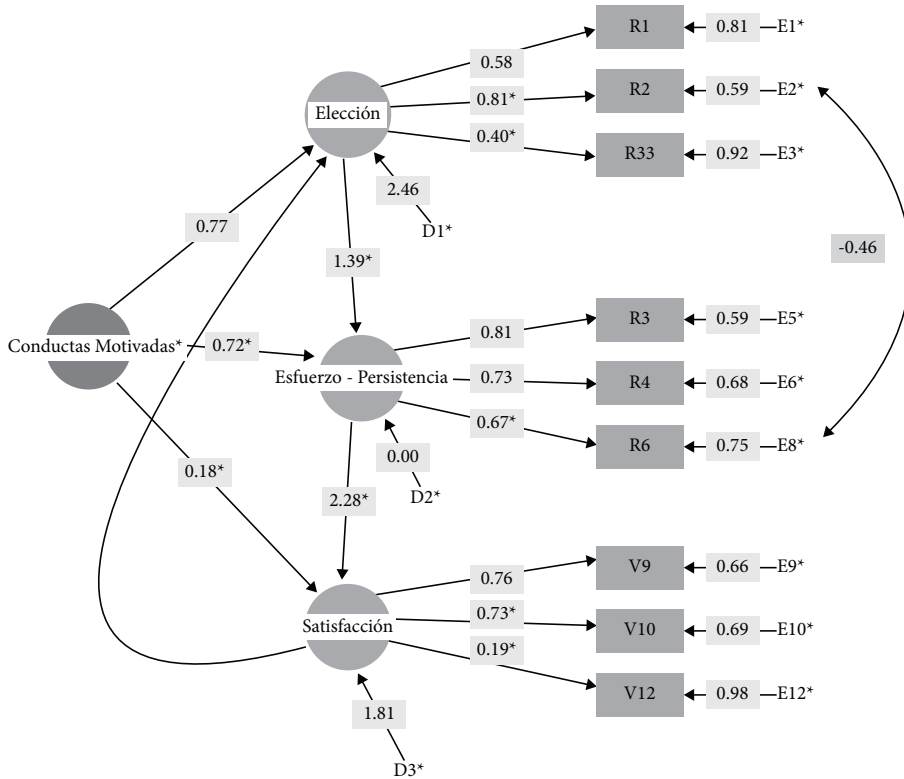 R1
0.81
E1*
0.58
R2
0.59
E2*
Elección
0.81*
0.40*
R33
0.92
E3*
2.46
D1*
0.77
-0.46
1.39*
R3
0.59
E5*
0.81
Conductas Motivadas*
0.72*
Esfuerzo - Persistencia
0.73
R4
0.68
E6*
0.67*
R6
0.75
E8*
0.00
0.18*
D2*
2.28*
V9
0.66
E9*
0.76
0.73*
Satisfacción
V10
0.69
E10*
0.19*
V12
0.98
E12*
1.81
D3*